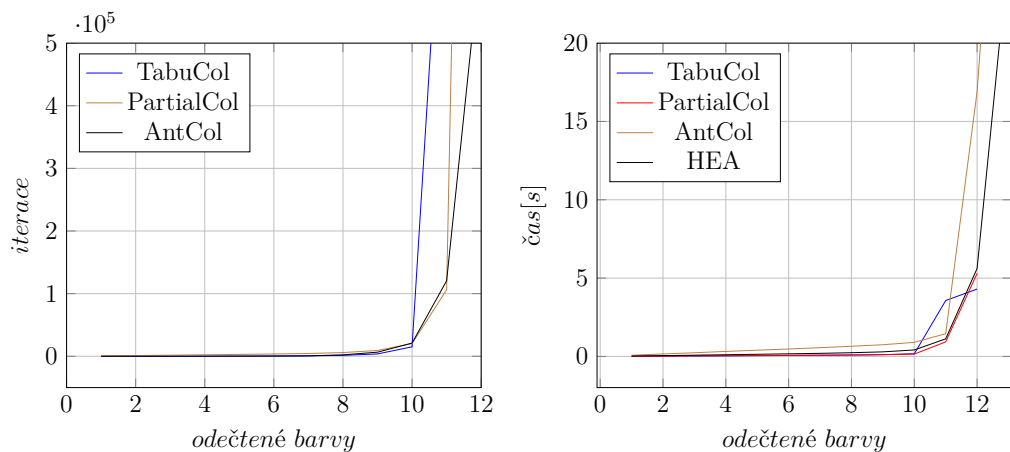 ·10⁵
5
4
3
2
1
0
iterace
TabuCol
PartialCol
AntCol
0 2 4 6 8 10 12
odečtené barvy
20
15
10
5
0
čas[s]
TabuCol
PartialCol
AntCol
HEA
0 2 4 6 8 10 12
odečtené barvy